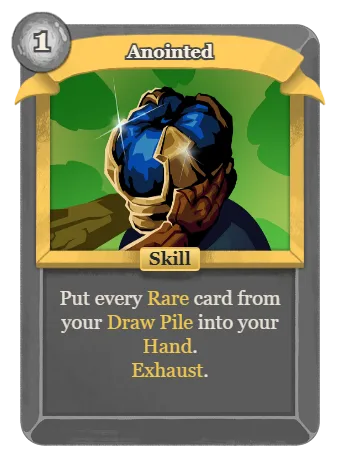 1
Anointed
Skill
Put every Rare card from
your Draw Pile into your
Hand.
Exhaust.